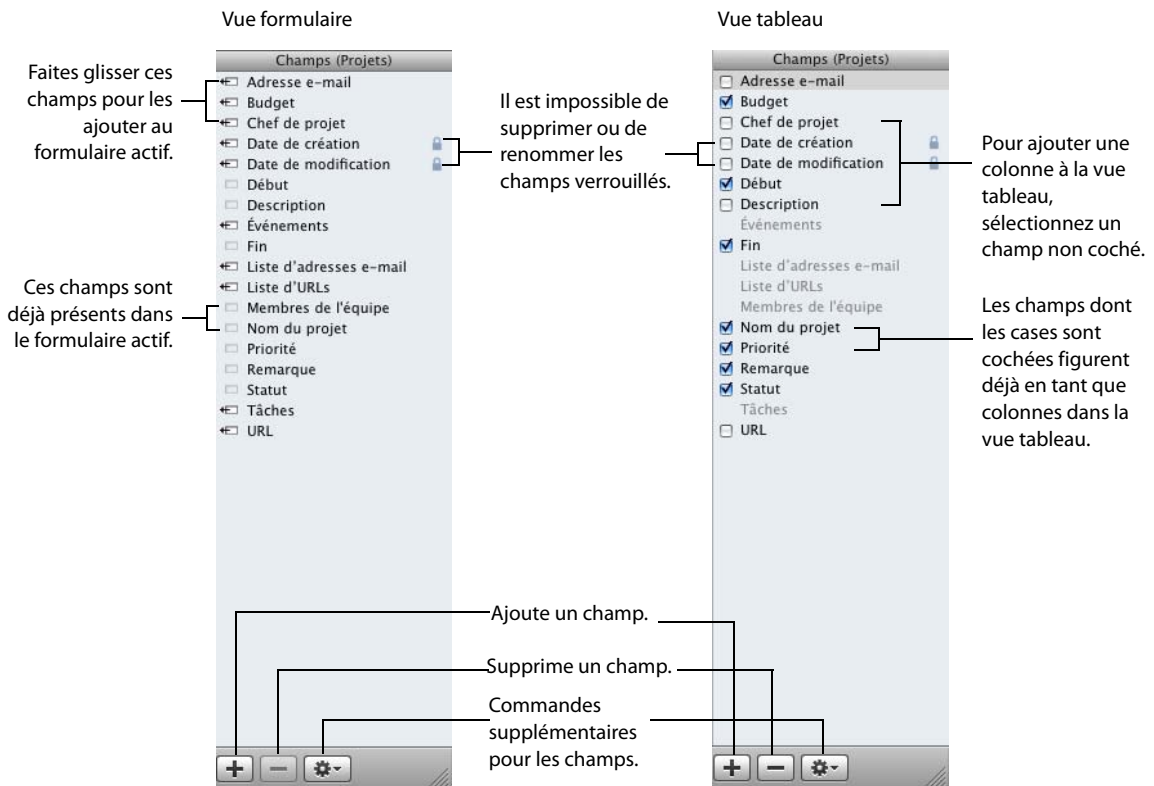 Vue formulaire
Vue tableau
Champs (Projets)
Adresse e-mail
Budget
Chef de projet
Date de création
Date de modification
Début
Description
Événements
Fin
Liste d'adresses e-mail
Liste d'URLs
Membres de l'équipe
Nom du projet
Priorité
Remarque
Statut
Tâches
URL
Faites glisser ces
champs pour les
ajouter au
formulaire actif.
Ces champs sont
déjà présents dans
le formulaire actif.
Il est impossible de
supprimer ou de
renommer les
champs verrouillés.
Ajoute un champ.
Supprime un champ.
Commandes
supplémentaires
pour les champs.
Champs (Projets)
Adresse e-mail
Budget
Chef de projet
Date de création
Date de modification
Début
Description
Événements
Fin
Liste d'adresses e-mail
Liste d'URLs
Membres de l'équipe
Nom du projet
Priorité
Remarque
Statut
Tâches
URL
Pour ajouter une
colonne à la vue
tableau,
sélectionnez un
champ non coché.
Les champs dont
les cases sont
cochées figurent
déjà en tant que
colonnes dans la
vue tableau.